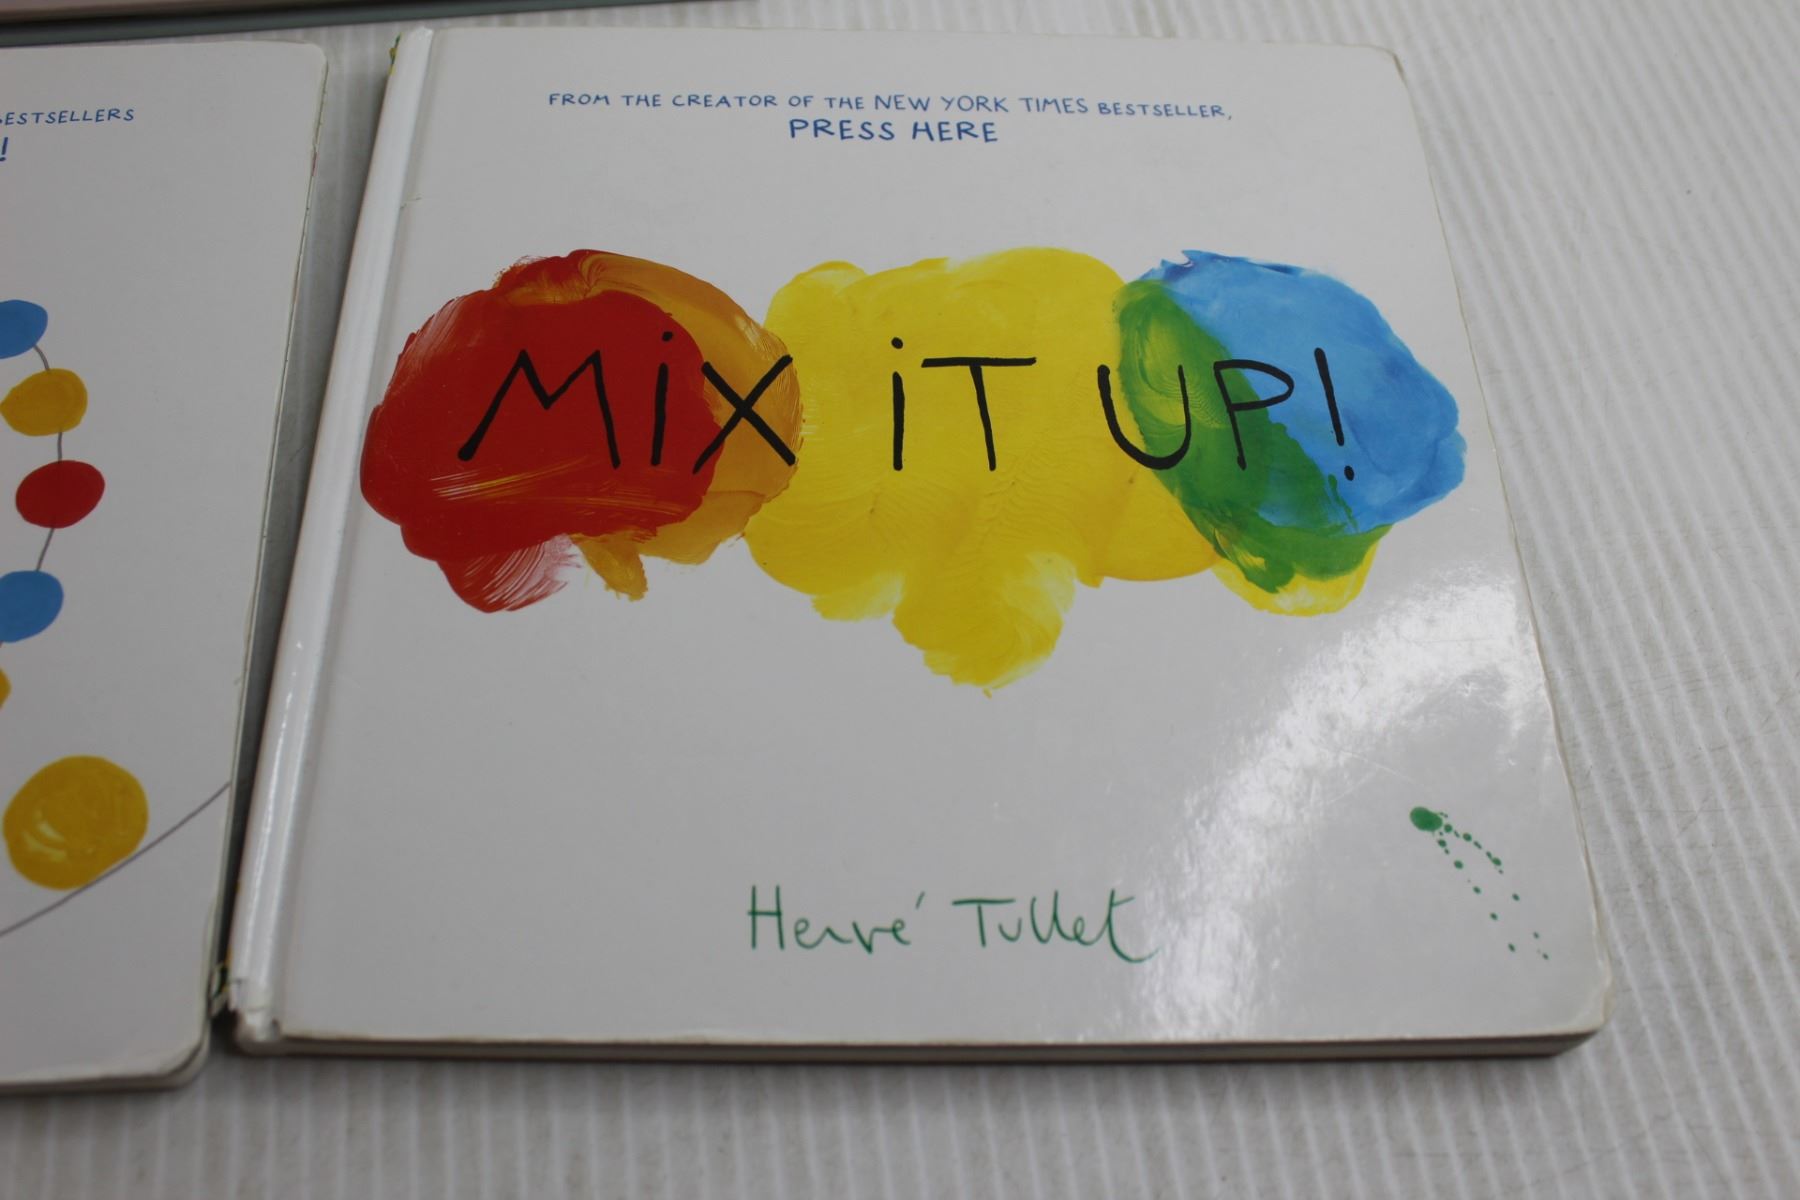 BESTSELLERS
!
FROM THE CREATOR OF THE NEW YORK TIMES BESTSELLER,
PRESS HERE
MiX iT UP!
Hervé Tullet